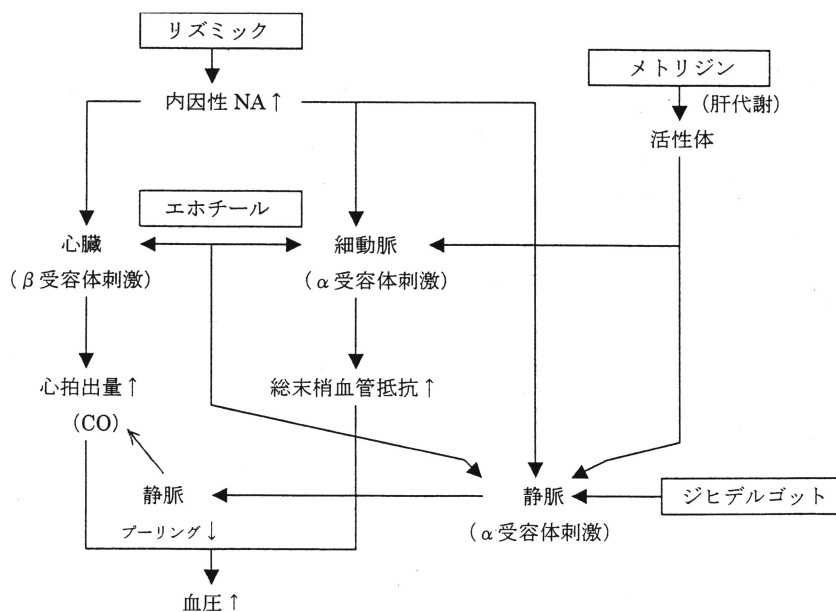 リズミック
メトリジン
内因性 NA↑
(肝代謝)
活性体
エホチール
心臓
細動脈
(β受容体刺激)
(α受容体刺激)
心拍出量↑
総末梢血管抵抗↑
(CO)
静脈
静脈
ジヒデルゴット
プーリング↓
(α受容体刺激)
血圧↑